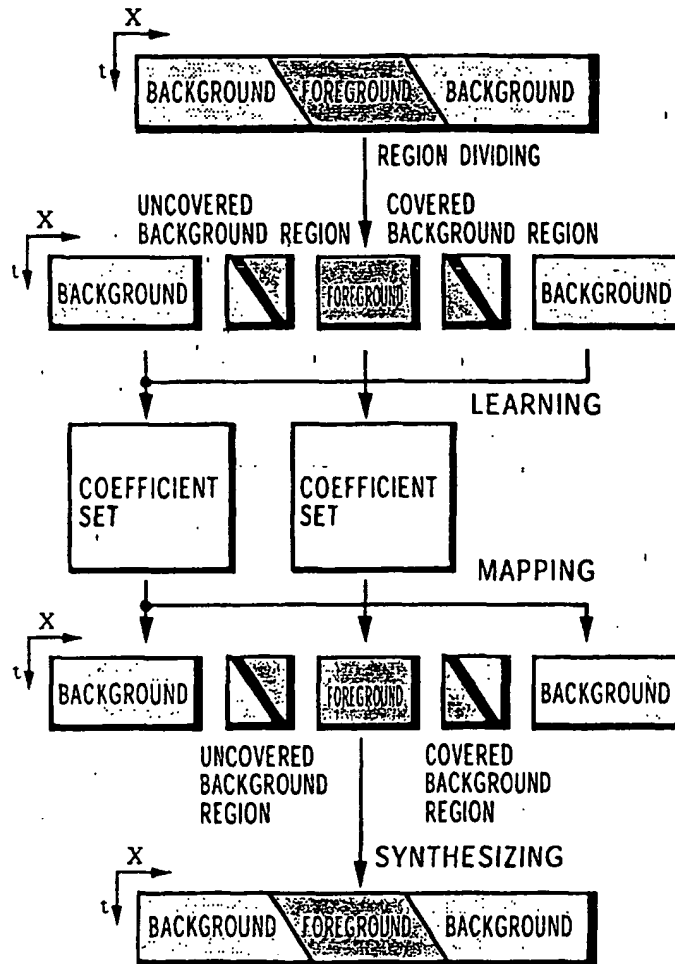 X
t
BACKGROUND FOREGROUND BACKGROUND
REGION DIVIDING
UNCOVERED
BACKGROUND REGION
COVERED
BACKGROUND REGION
X
t
BACKGROUND FOREGROUND BACKGROUND
LEARNING
COEFFICIENT
SET
COEFFICIENT
SET
MAPPING
X
t
BACKGROUND FOREGROUND BACKGROUND
UNCOVERED
BACKGROUND
REGION
COVERED
BACKGROUND
REGION
SYNTHESIZING
X
t
BACKGROUND FOREGROUND BACKGROUND